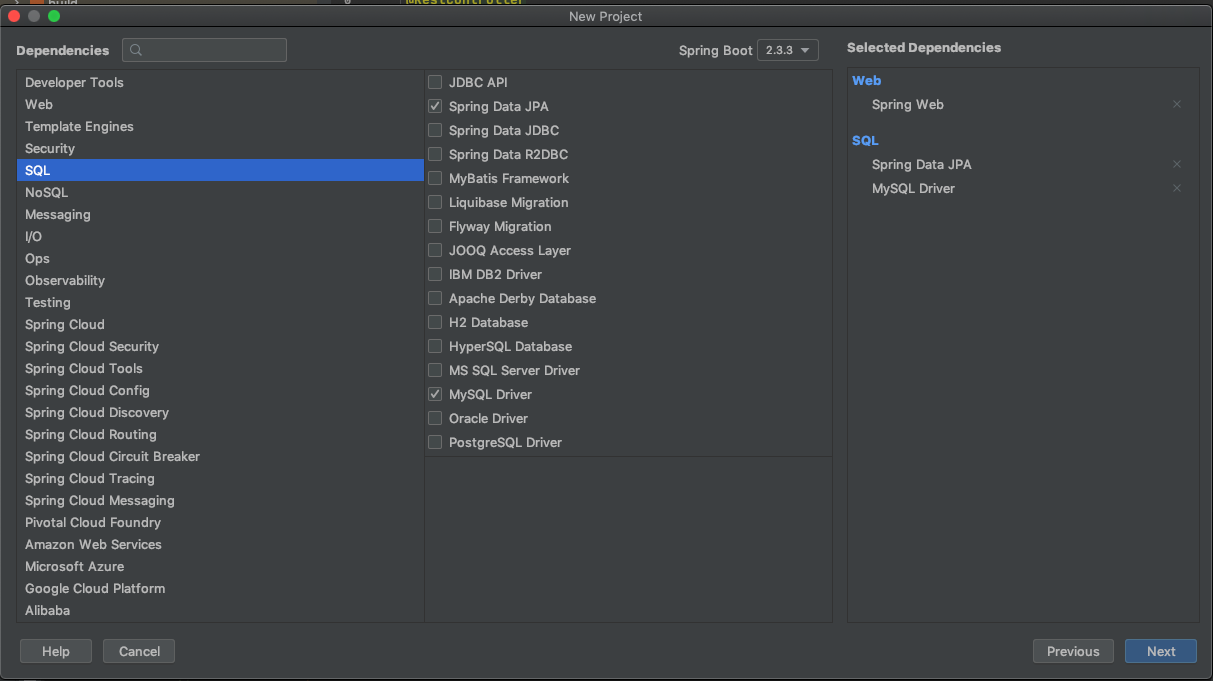 build
@RestController
New Project
Dependencies
Spring Boot 2.3.3
Selected Dependencies
Developer Tools
Web
Template Engines
Security
SQL
NoSQL
Messaging
I/O
Ops
Observability
Testing
Spring Cloud
Spring Cloud Security
Spring Cloud Tools
Spring Cloud Config
Spring Cloud Discovery
Spring Cloud Routing
Spring Cloud Circuit Breaker
Spring Cloud Tracing
Spring Cloud Messaging
Pivotal Cloud Foundry
Amazon Web Services
Microsoft Azure
Google Cloud Platform
Alibaba
JDBC API
Spring Data JPA
Spring Data JDBC
Spring Data R2DBC
MyBatis Framework
Liquibase Migration
Flyway Migration
JOOQ Access Layer
IBM DB2 Driver
Apache Derby Database
H2 Database
HyperSQL Database
MS SQL Server Driver
MySQL Driver
Oracle Driver
PostgreSQL Driver
Web
Spring Web
SQL
Spring Data JPA
MySQL Driver
Help
Cancel
Previous
Next